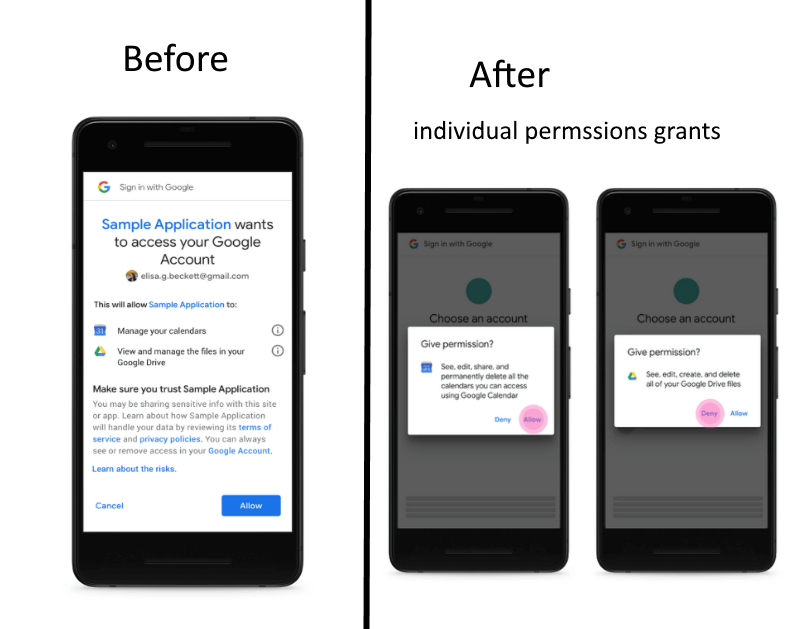 Before
Sign in with Google
Sample Application wants
to access your Google
Account
elisa.g.beckett@gmail.com
This will allow Sample Application to:
31
Manage your calendars
View and manage the files in your
Google Drive
Make sure you trust Sample Application
You may be sharing sensitive info with this site
or app. Learn about how Sample Application
will handle your data by reviewing its terms of
service and privacy policies. You can always
see or remove access in your Google Account.
Learn about the risks.
Cancel
Allow
After
individual permssions grants
Sign in with Google
Choose an account
Give permission?
31
See, edit, share, and
permanently delete all the
calendars you can access
using Google Calendar
Deny Allow
Sign in with Google
Choose an account
Give permission?
See, edit, create, and delete
all of your Google Drive files
Deny Allow